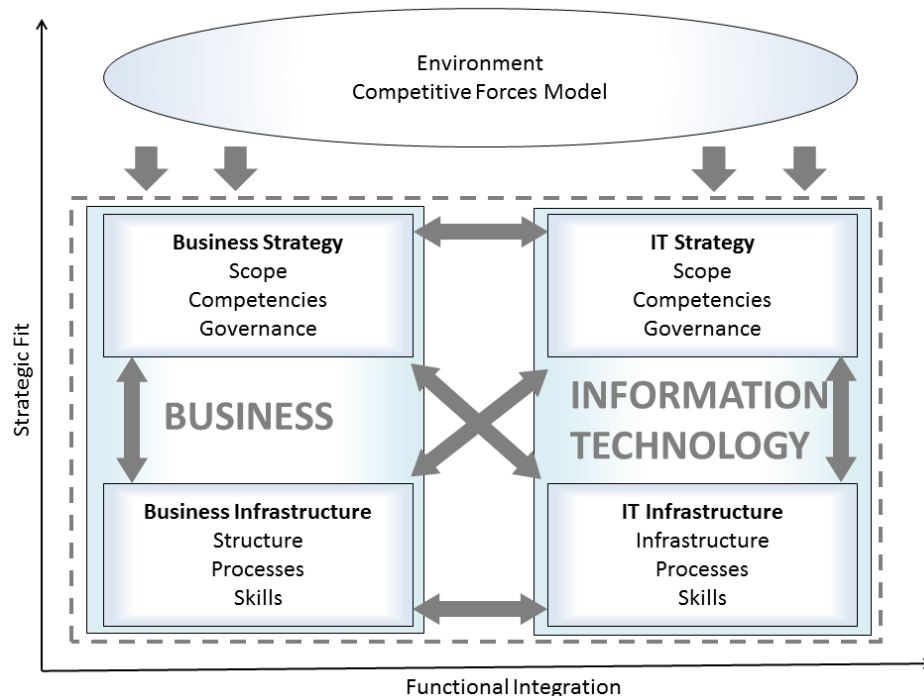 Environment
Competitive Forces Model
Strategic Fit
Business Strategy
Scope
Competencies
Governance
IT Strategy
Scope
Competencies
Governance
BUSINESS
INFORMATION
TECHNOLOGY
Business Infrastructure
Structure
Processes
Skills
IT Infrastructure
Infrastructure
Processes
Skills
Functional Integration